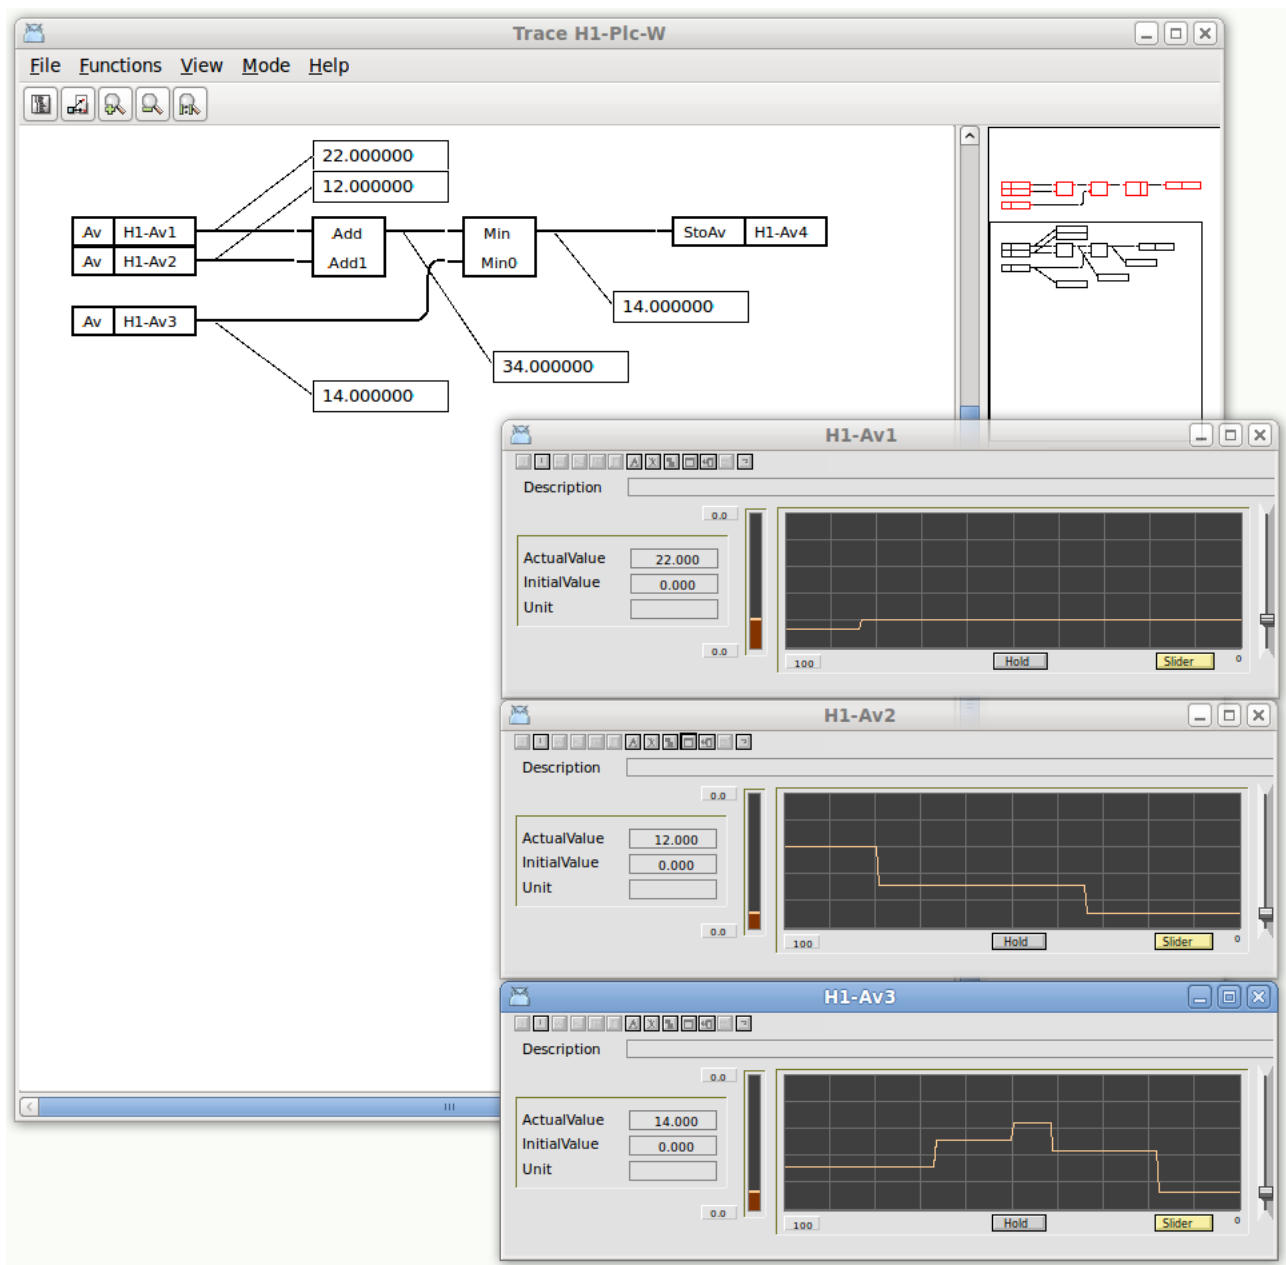 Trace H1-Plc-W
File Functions View Mode Help
22.000000
12.000000
Av H1-Av1
Add
Min
StoAv H1-Av4
Av H1-Av2
Add1
Min0
14.000000
Av H1-Av3
34.000000
14.000000
H1-Av1
Description
0.0
ActualValue 22.000
InitialValue 0.000
Unit
0.0
100 Hold Slider 0
H1-Av2
Description
0.0
ActualValue 12.000
InitialValue 0.000
Unit
0.0
100 Hold Slider 0
H1-Av3
Description
0.0
ActualValue 14.000
InitialValue 0.000
Unit
0.0
100 Hold Slider 0